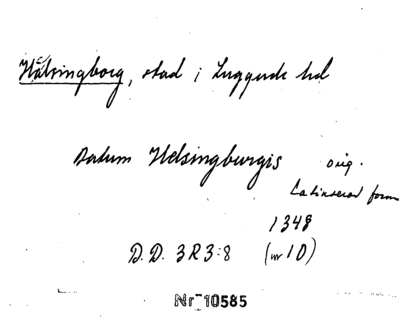 Hälsingborg, stad i Luggude hd
Datum Helsingburgis orig.
Latiniserad form
1348
D.D. 3R3:8 (nr 10)
Nr 10585